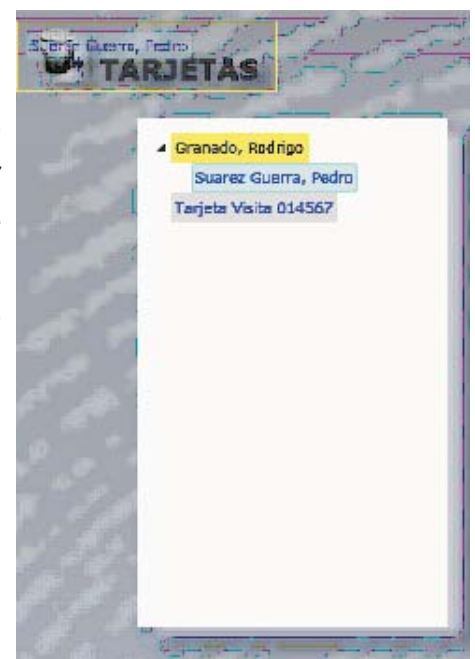 Suarez Guerra, Pedro
TARJETAS
Granado, Rodrigo
Suarez Guerra, Pedro
Tarjeta Visita 014567